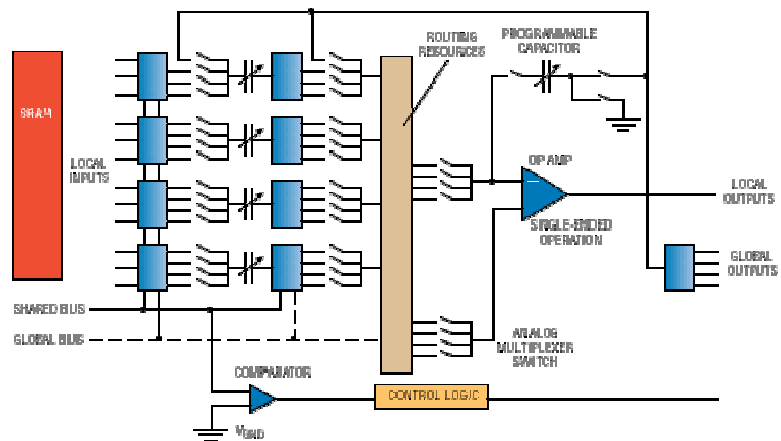 ROUTING
RESOURCES
PROGRAMMABLE
CAPACITOR
SRAM
LOCAL
INPUTS
OP AMP
SINGLE-ENDED
OPERATION
LOCAL
OUTPUTS
GLOBAL
OUTPUTS
SHARED BUS
GLOBAL BUS
ANALOG
MULTIPLEXER
SWITCH
COMPARATOR
CONTROL LOGIC
VGND